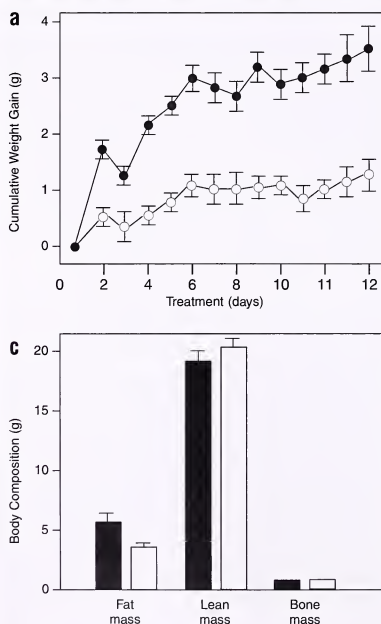 a
4
3
2
1
0
Cumulative Weight Gain (g)
0 2 4 6 8 10 12
Treatment (days)
c
20
15
10
5
0
Body Composition (g)
Fat mass
Lean mass
Bone mass